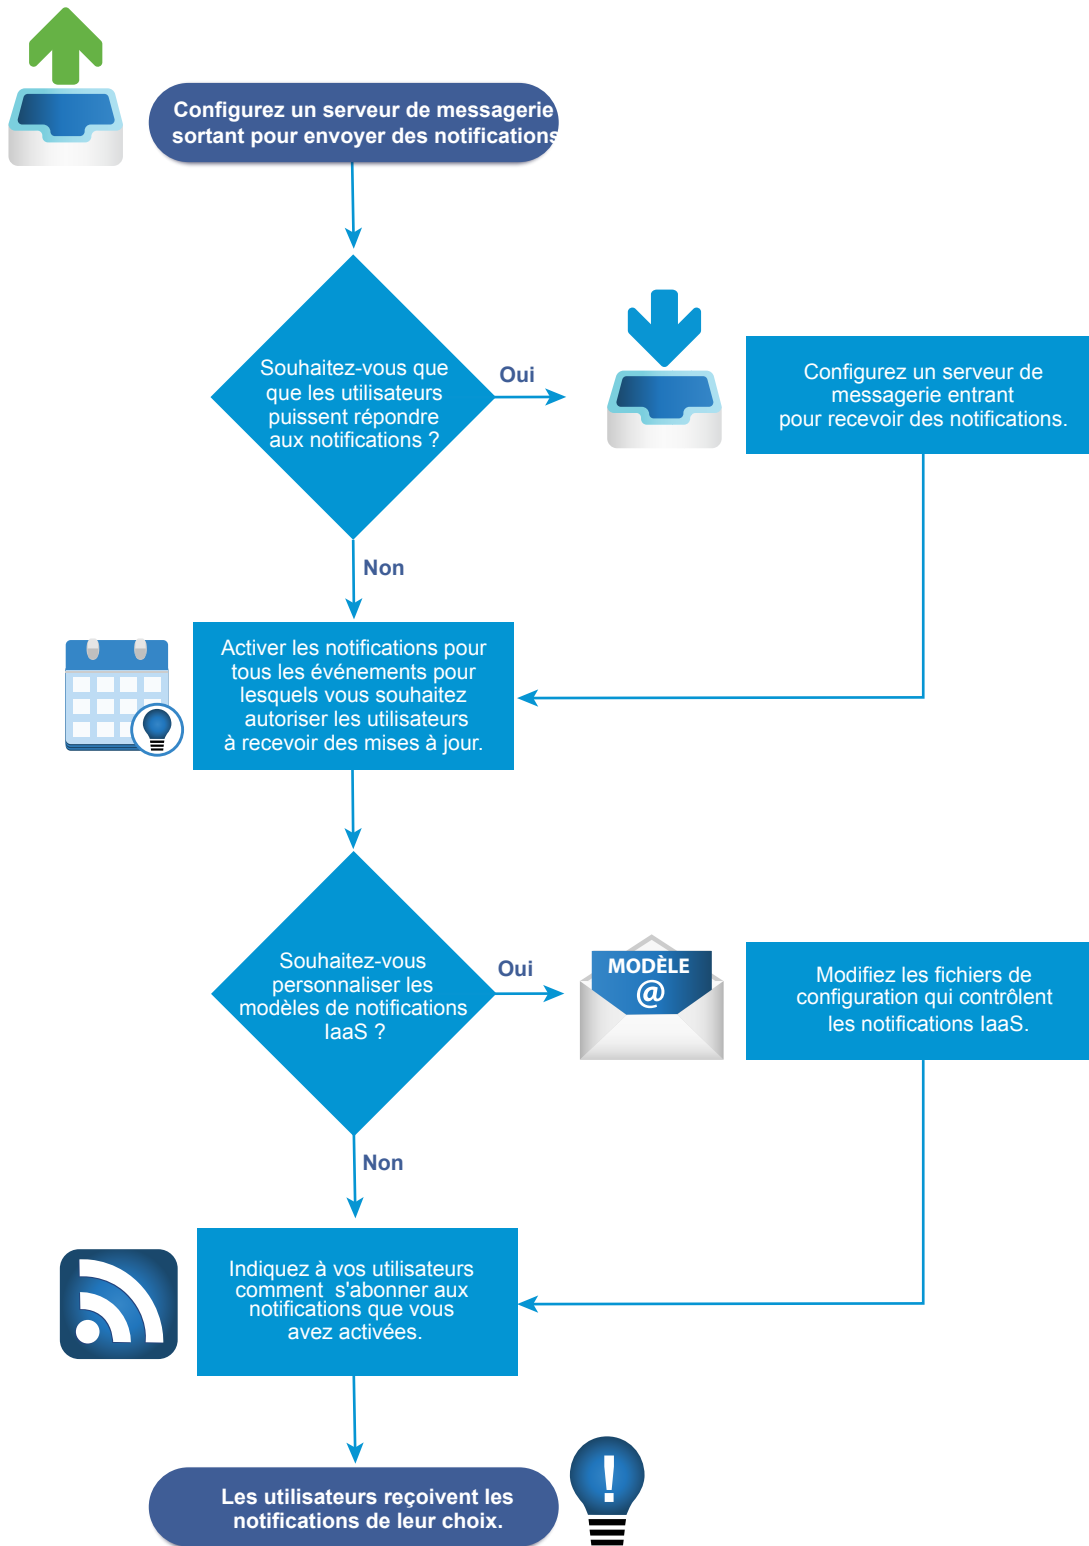 Configurez un serveur de messagerie
sortant pour envoyer des notifications
Souhaitez-vous que
que les utilisateurs
puissent répondre
aux notifications ?
Oui
Configurez un serveur de
messagerie entrant
pour recevoir des notifications.
Non
Activer les notifications pour
tous les événements pour
lesquels vous souhaitez
autoriser les utilisateurs
à recevoir des mises à jour.
Souhaitez-vous
personnaliser les
modèles de notifications
IaaS ?
Oui
MODÈLE
@
Modifiez les fichiers de
configuration qui contrôlent
les notifications IaaS.
Non
Indiquez à vos utilisateurs
comment s'abonner aux
notifications que vous
avez activées.
Les utilisateurs reçoivent les
notifications de leur choix.
!